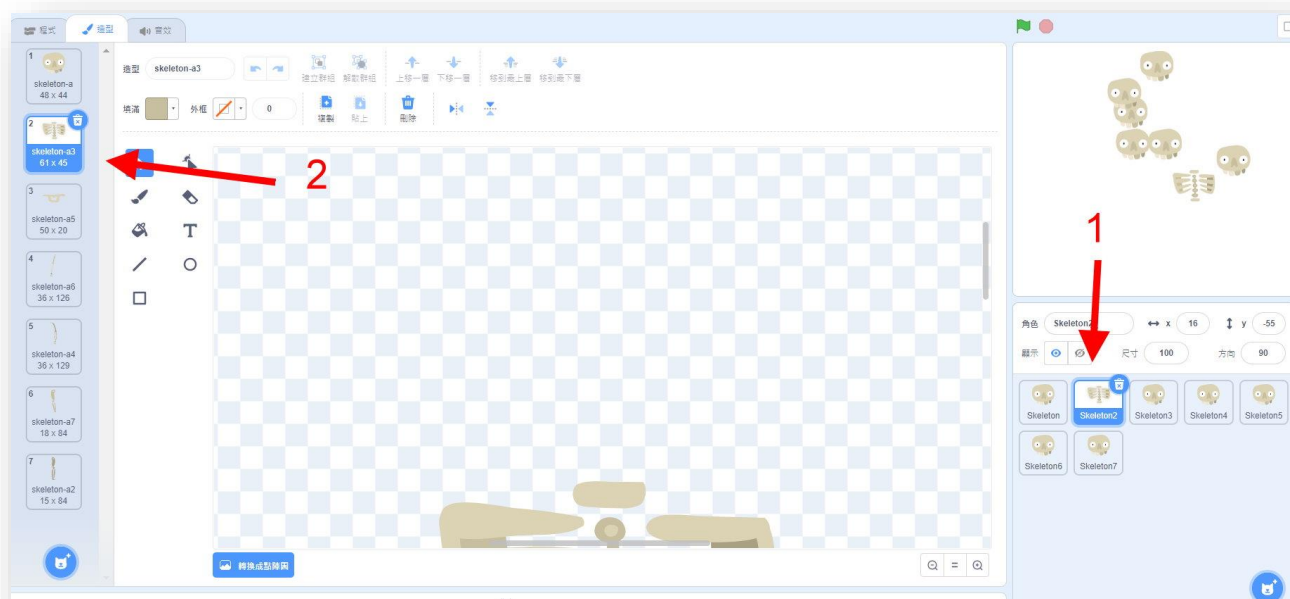 程式 造型 音效
1
skeleton-a
48 x 44
2
skeleton-a3
61 x 45
3
skeleton-a5
50 x 20
4
skeleton-a6
36 x 126
5
skeleton-a4
36 x 129
6
skeleton-a7
18 x 84
7
skeleton-a2
15 x 84
造型 skeleton-a3 建立群組 解散群組 上移一層 下移一層 移到最上層 移到最下層
填滿 外框 0 複製 貼上 刪除
2
T
轉換成點陣圖
1
角色 Skeleton2 x 16 y -55
顯示 尺寸 100 方向 90
Skeleton Skeleton2 Skeleton3 Skeleton4 Skeleton5
Skeleton6 Skeleton7